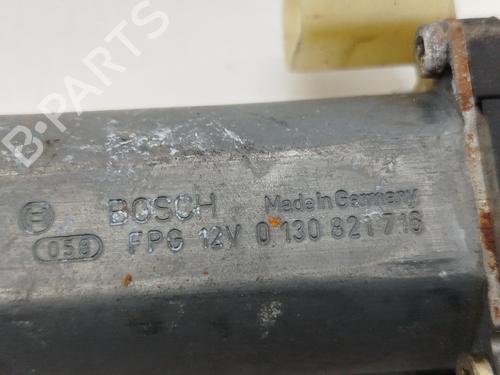 BOSCH Made in Germany
058 FPG 12V 0 130 821 716
B-PARTS